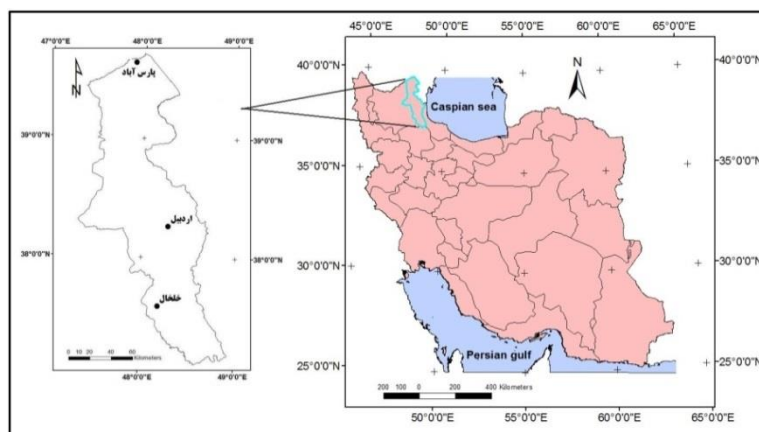 47°0'0"E 48°0'0"E 49°0'0"E
N
پارس آباد
39°0'0"N
39°0'0"N
اردبیل
38°0'0"N
38°0'0"N
خلخال
0 10 20 40 60
Kilometers
48°0'0"E 49°0'0"E
45°0'0"E 50°0'0"E 55°0'0"E 60°0'0"E
40°0'0"N
40°0'0"N
N
Caspian sea
35°0'0"N
35°0'0"N
30°0'0"N
30°0'0"N
Persian gulf
25°0'0"N
25°0'0"N
200 100 0 200 400 Kilometers
50°0'0"E 55°0'0"E 60°0'0"E 65°0'0"E